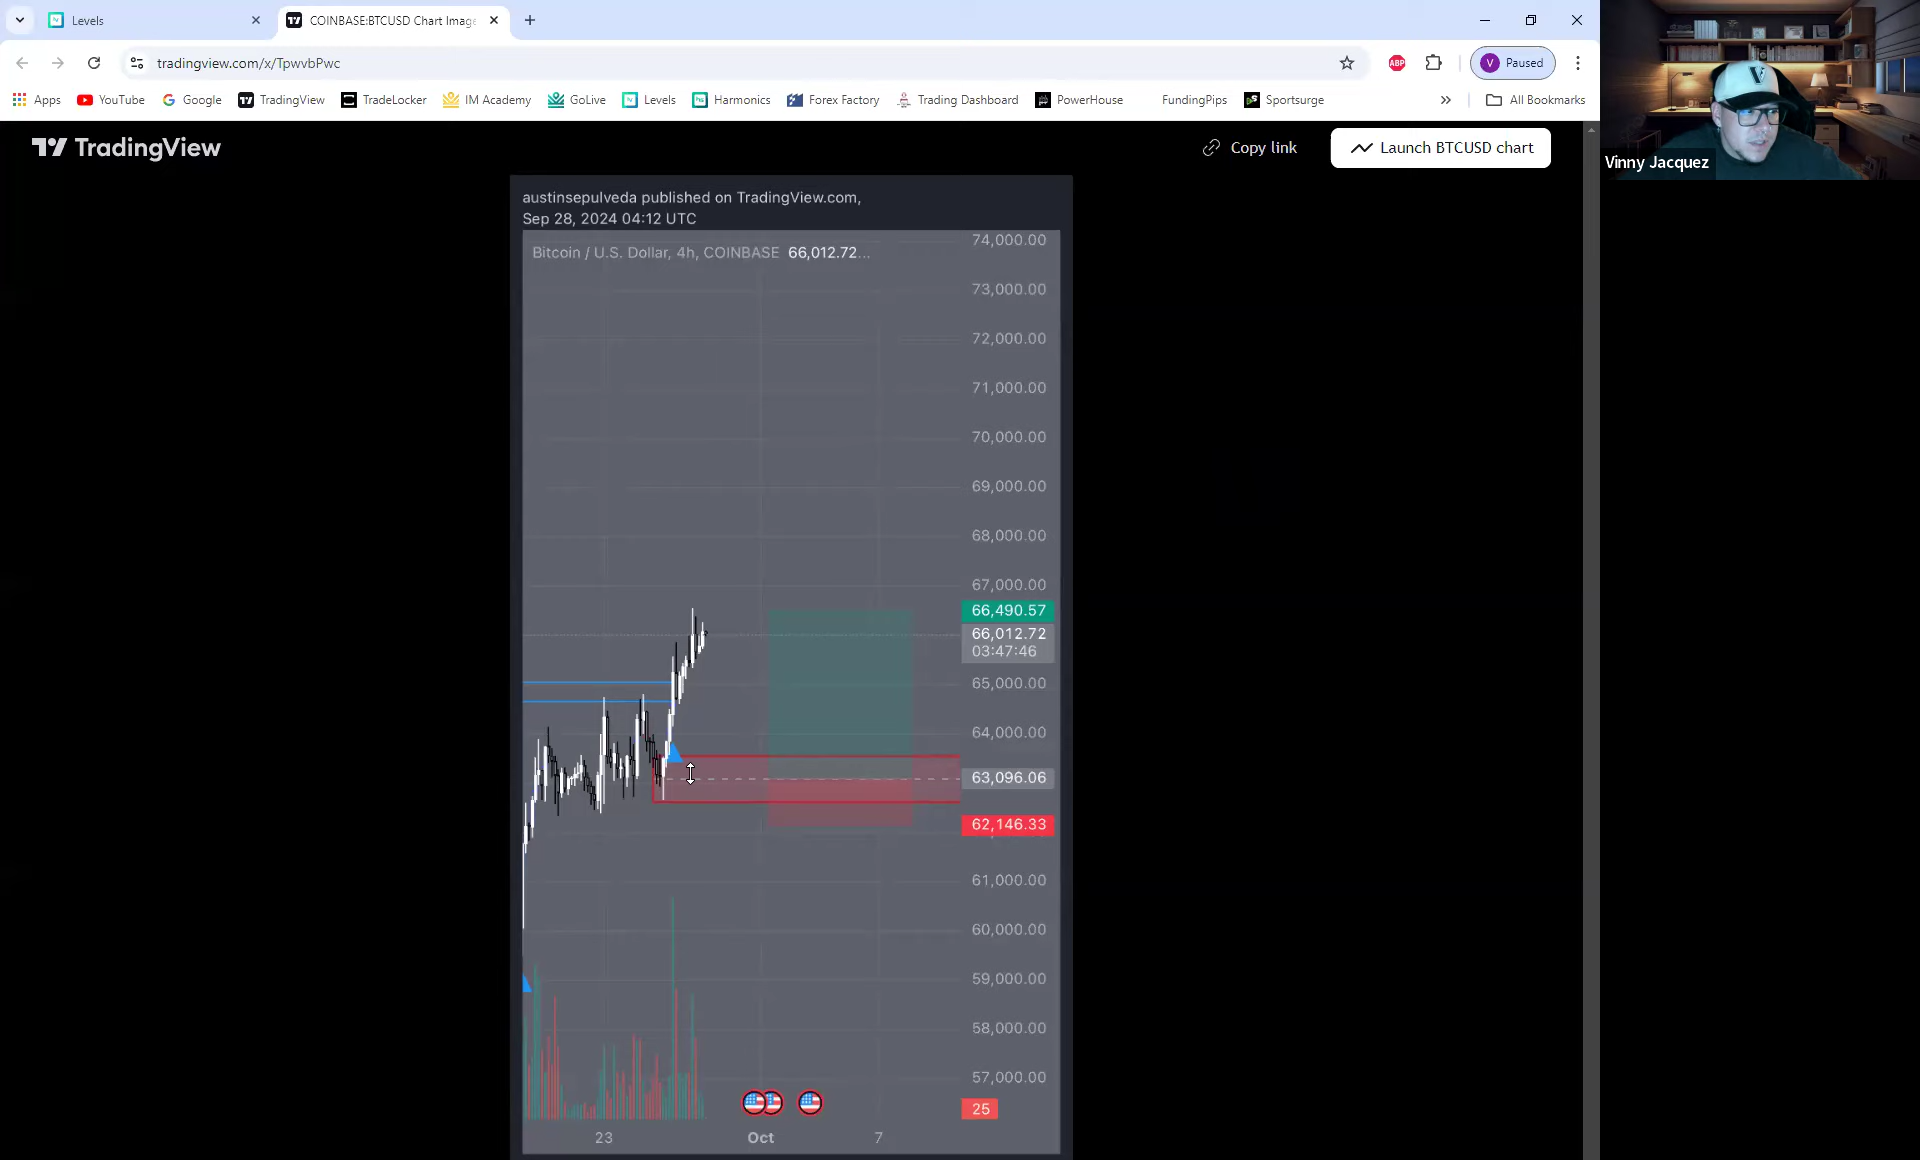 Levels
COINBASE:BTCUSD Chart Image
tradingview.com/x/TpwvbPwc
ABP
V Paused
Apps YouTube Google TradingView TradeLocker IM Academy GoLive Levels Harmonics Forex Factory Trading Dashboard PowerHouse FundingPips Sportsurge » All Bookmarks
TradingView
Copy link
Launch BTCUSD chart
Vinny Jacquez
austinsepulveda published on TradingView.com,
Sep 28, 2024 04:12 UTC
Bitcoin / U.S. Dollar, 4h, COINBASE 66,012.72...
74,000.00
73,000.00
72,000.00
71,000.00
70,000.00
69,000.00
68,000.00
67,000.00
66,490.57
66,012.72
03:47:46
65,000.00
64,000.00
63,096.06
62,146.33
61,000.00
60,000.00
59,000.00
58,000.00
57,000.00
25
23 Oct 7